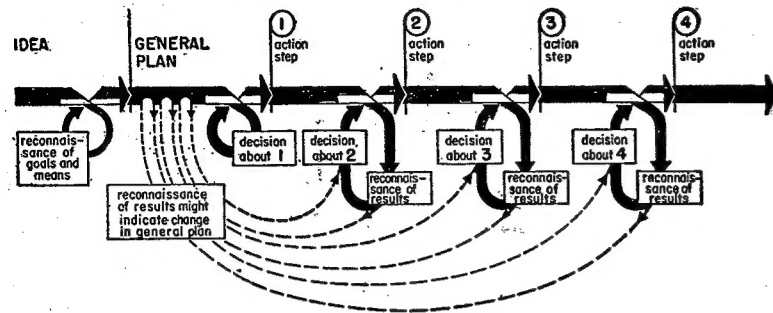 1
2
3
4
IDEA
GENERAL
PLAN
action
step
action
step
action
step
action
step
reconnais-
sance of
goals and
means
decision
about 1
decision,
about 2
decision
about 3
decision
about 4
reconnais-
sance of
results
reconnais-
sance of
results
reconnais-
sance of
results
reconnaissance
of results might
indicate change
in general plan